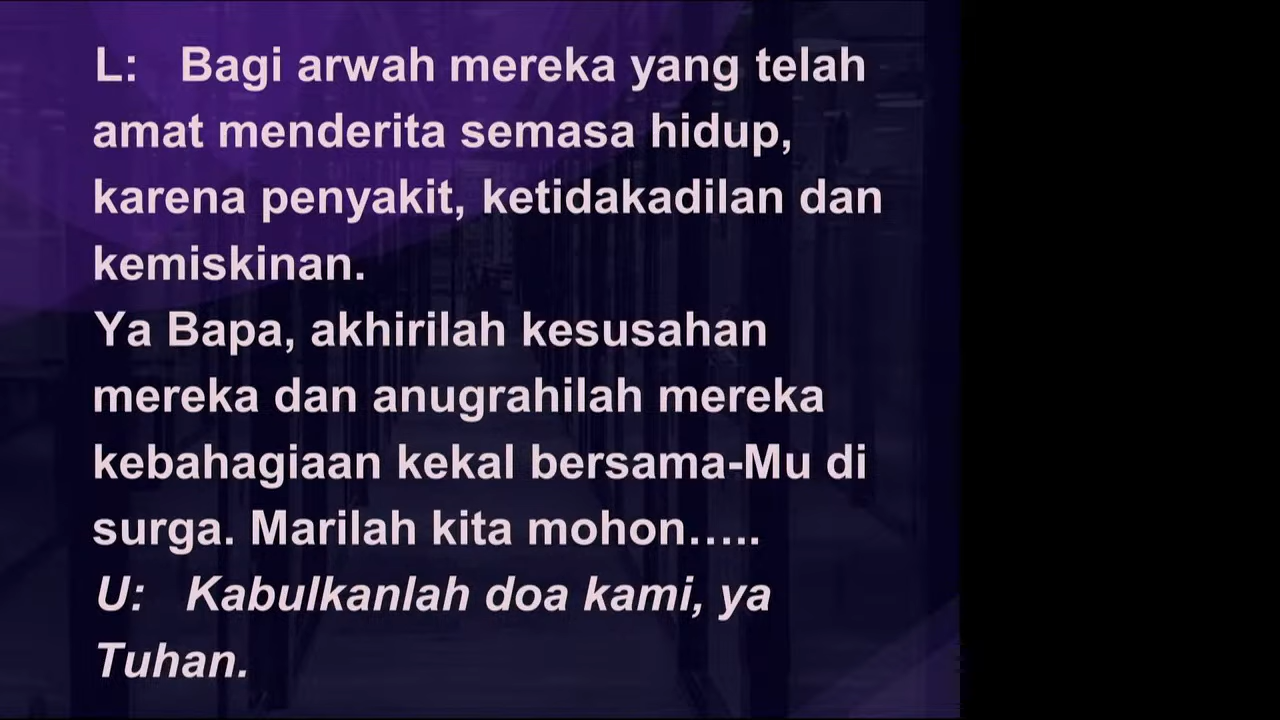 L: Bagi arwah mereka yang telah
amat menderita semasa hidup,
karena penyakit, ketidakadilan dan
kemiskinan.
Ya Bapa, akhirilah kesusahan
mereka dan anugrahilah mereka
kebahagiaan kekal bersama-Mu di
surga. Marilah kita mohon…..
U: Kabulkanlah doa kami, ya
Tuhan.